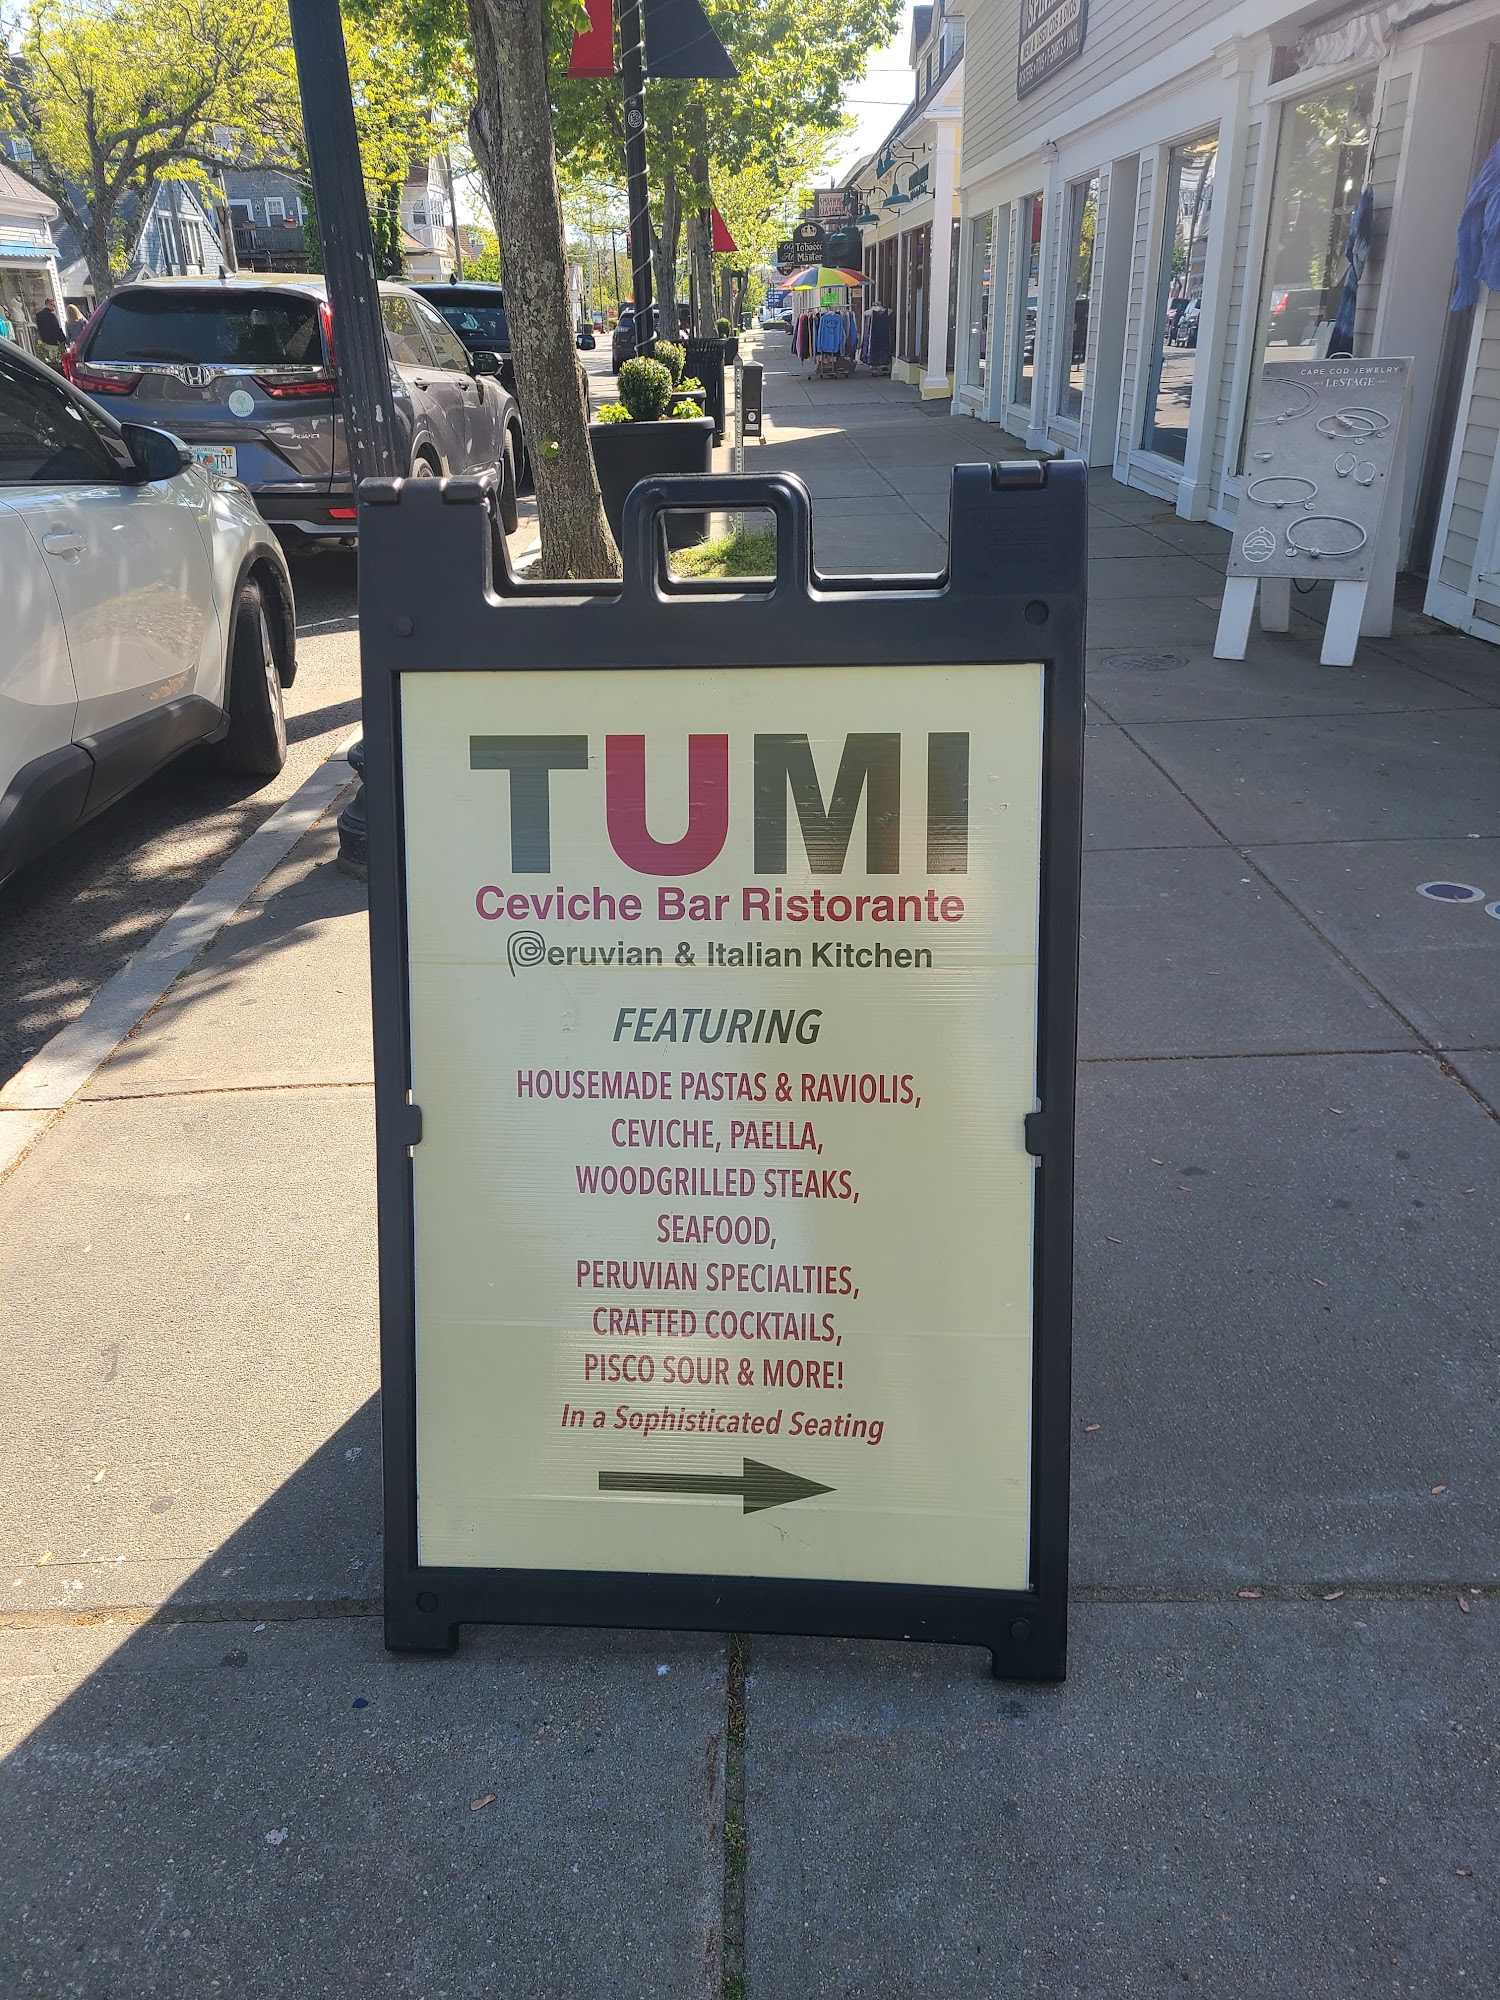 TUMI
Ceviche Bar Ristorante
Peruvian & Italian Kitchen
FEATURING
HOUSEMADE PASTAS & RAVIOLIS,
CEVICHE, PAELLA,
WOODGRILLED STEAKS,
SEAFOOD,
PERUVIAN SPECIALTIES,
CRAFTED COCKTAILS,
PISCO SOUR & MORE!
In a Sophisticated Seating
CAPE COD JEWELRY
LESTAGE
Tobacco
Master